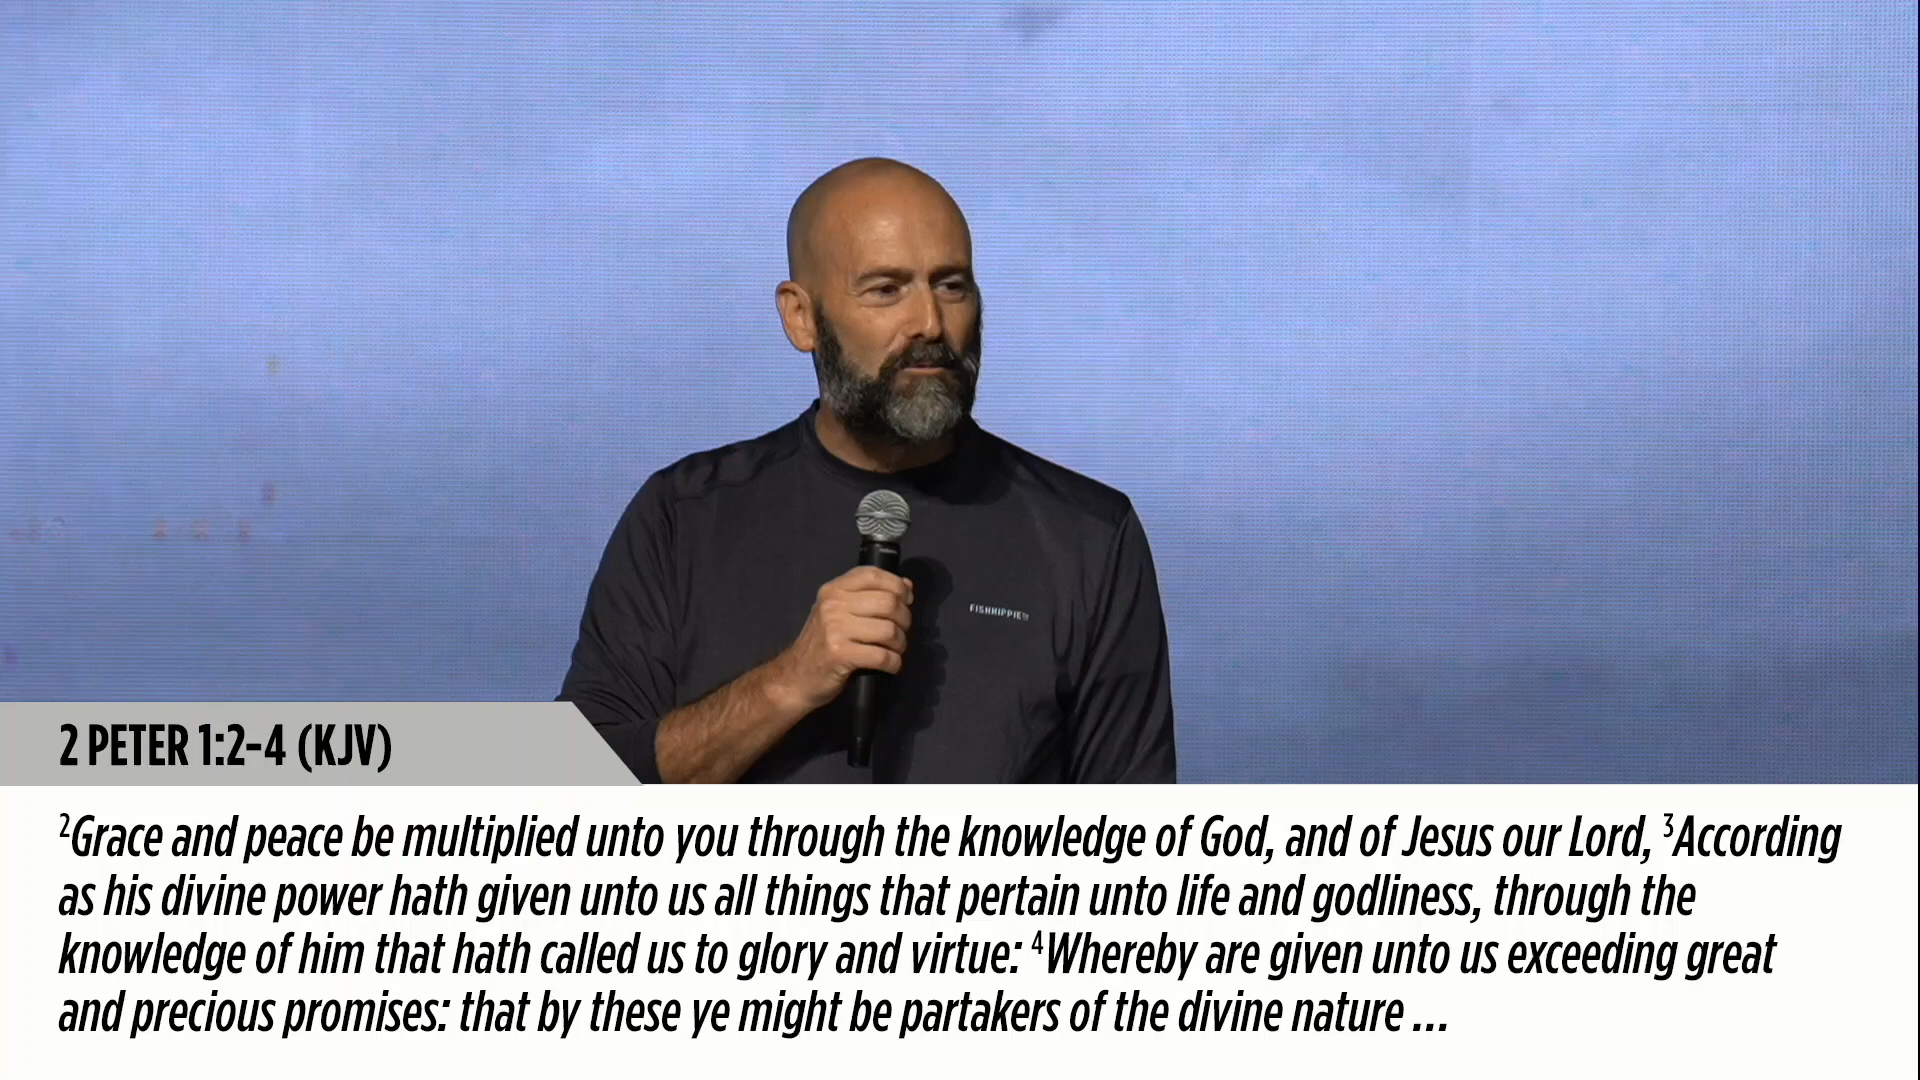 FISHHIPPIE
2 PETER 1:2-4 (KJV)
²Grace and peace be multiplied unto you through the knowledge of God, and of Jesus our Lord, ³According
as his divine power hath given unto us all things that pertain unto life and godliness, through the
knowledge of him that hath called us to glory and virtue: ⁴Whereby are given unto us exceeding great
and precious promises: that by these ye might be partakers of the divine nature ...